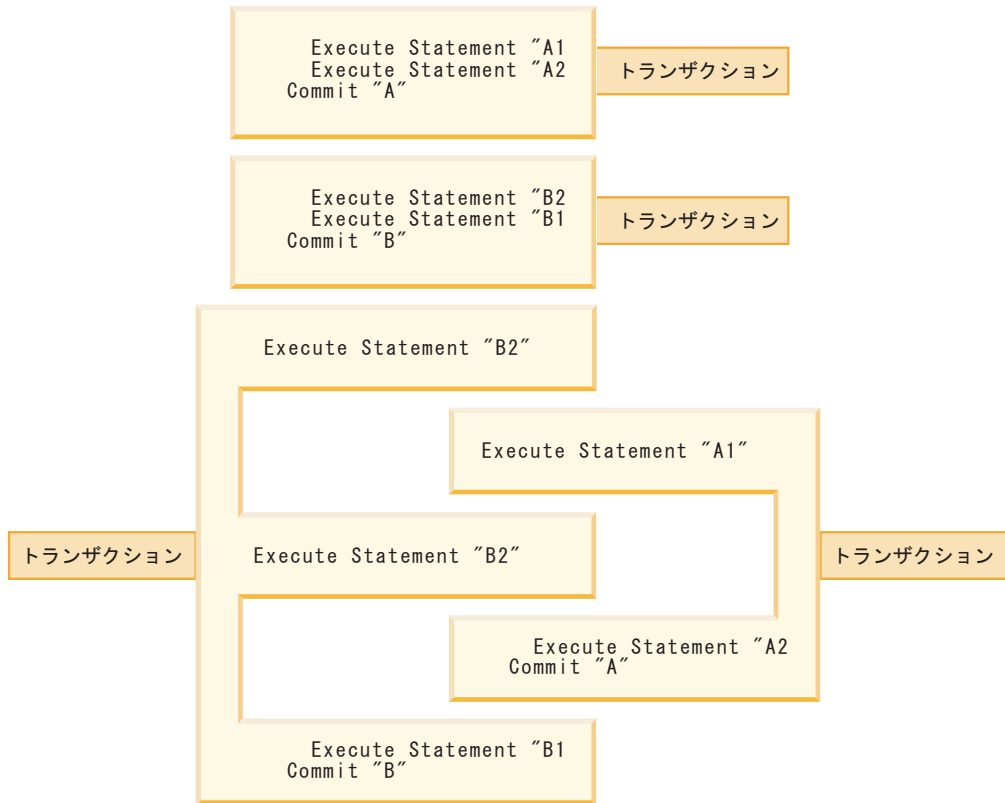 Execute Statement "A1
Execute Statement "A2
Commit "A"
トランザクション
Execute Statement "B2
Execute Statement "B1
Commit "B"
トランザクション
Execute Statement "B2"
Execute Statement "A1"
トランザクション
Execute Statement "B2"
トランザクション
Execute Statement "A2
Commit "A"
Execute Statement "B1
Commit "B"